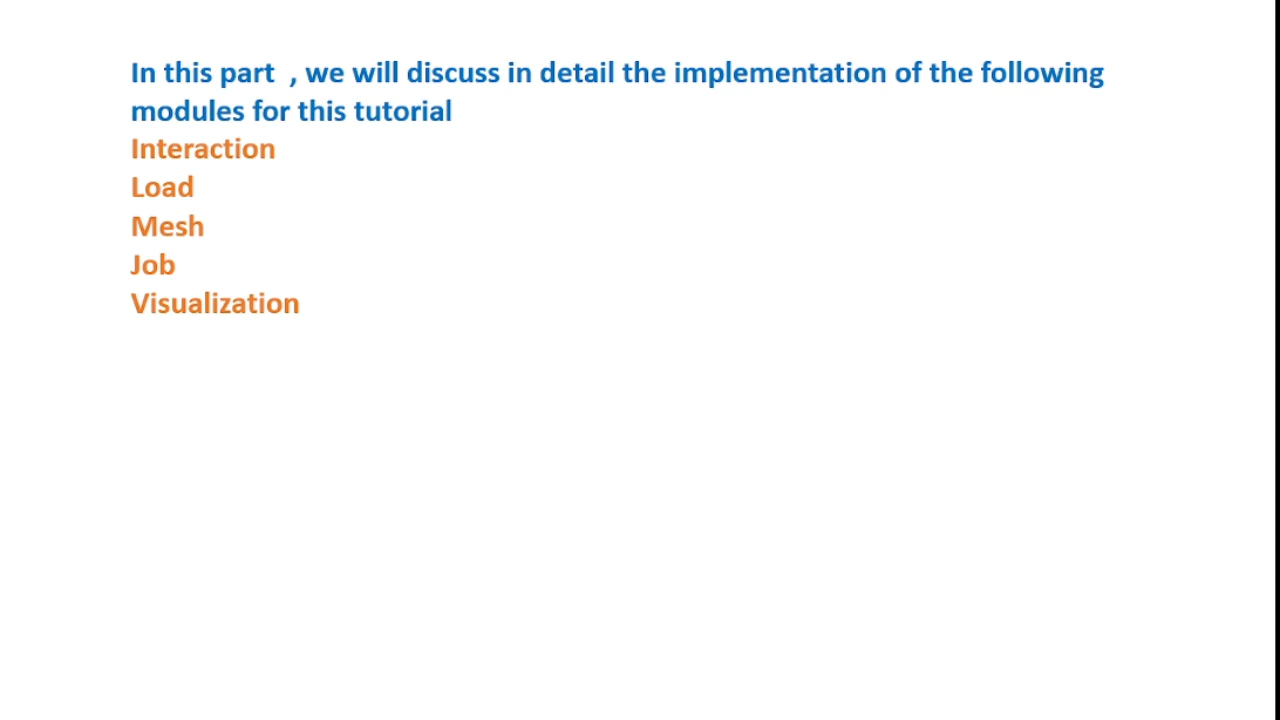 In this part  , we will discuss in detail the implementation of the following
modules for this tutorial
Interaction
Load
Mesh
Job
Visualization